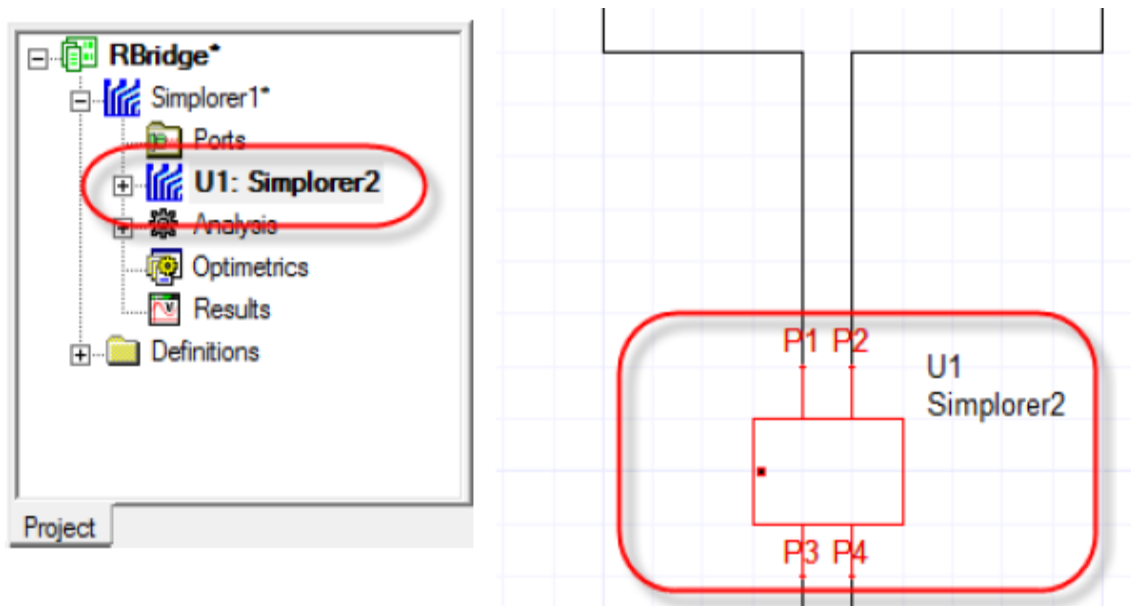 RBridge*
Simplorer1*
Ports
U1: Simplorer2
Analysis
Optimetrics
Results
Definitions
Project
P1 P2
U1
Simplorer2
P3 P4